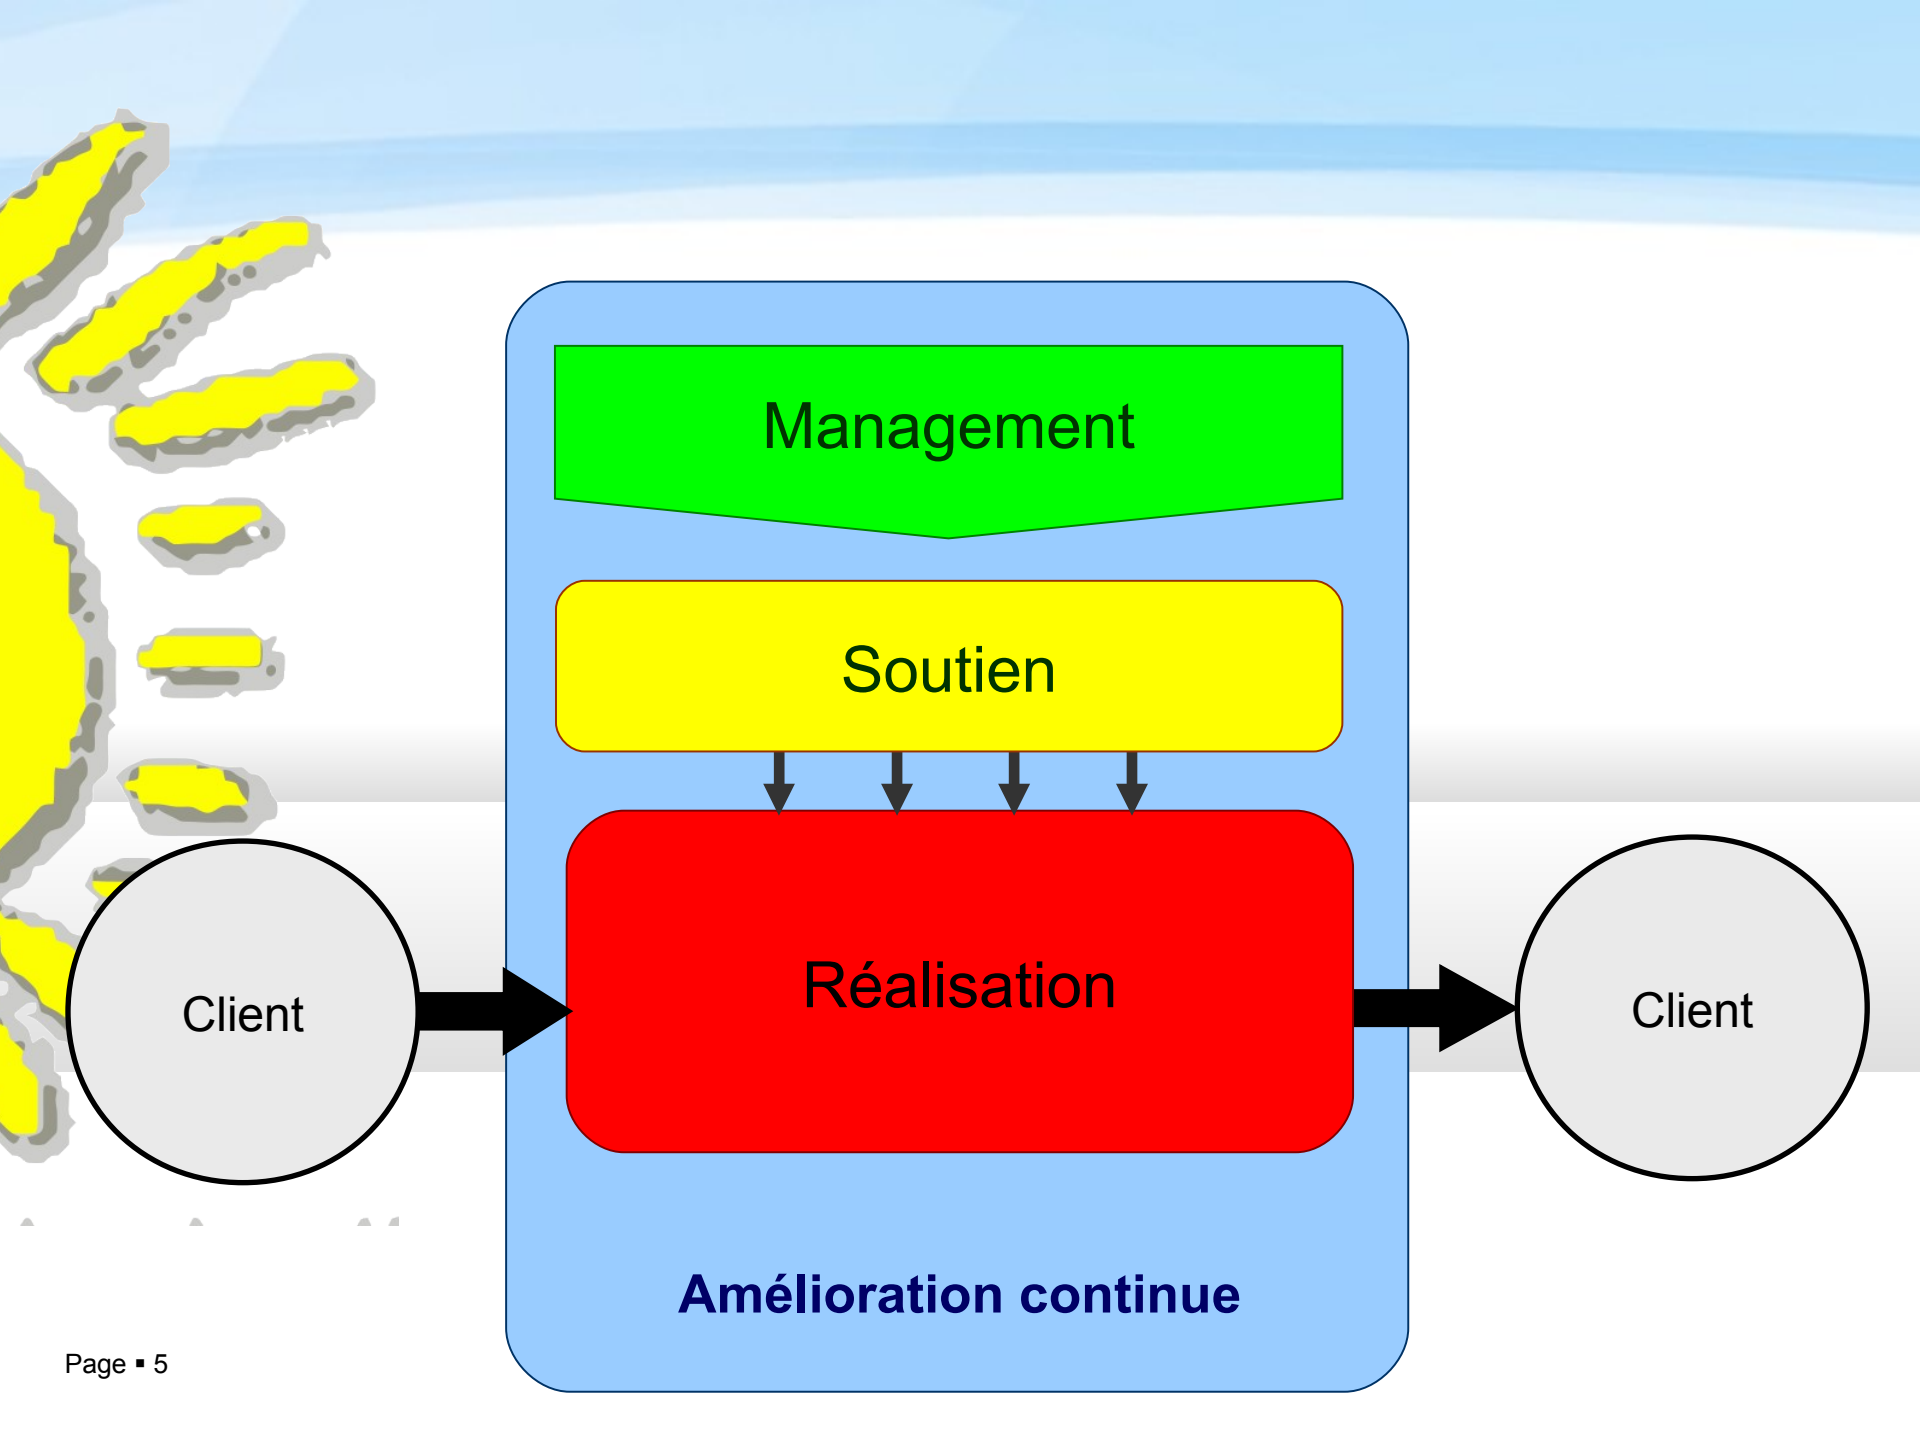 Management
Soutien
Réalisation
Client
Client
Amélioration continue
Page ▪ 5